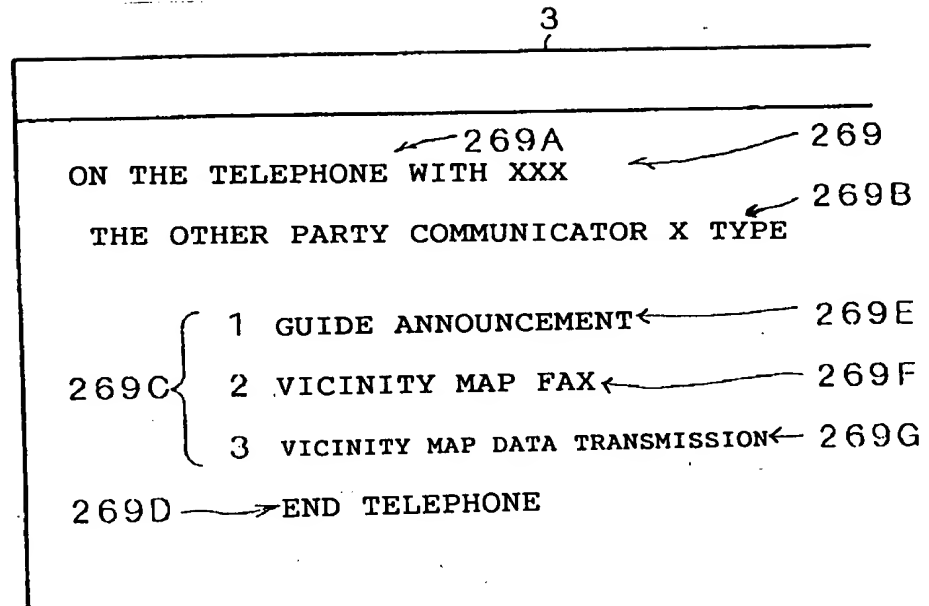 3
269A 269
ON THE TELEPHONE WITH XXX
269B
THE OTHER PARTY COMMUNICATOR X TYPE
1 GUIDE ANNOUNCEMENT 269E
269C 2 VICINITY MAP FAX 269F
3 VICINITY MAP DATA TRANSMISSION 269G
269D END TELEPHONE